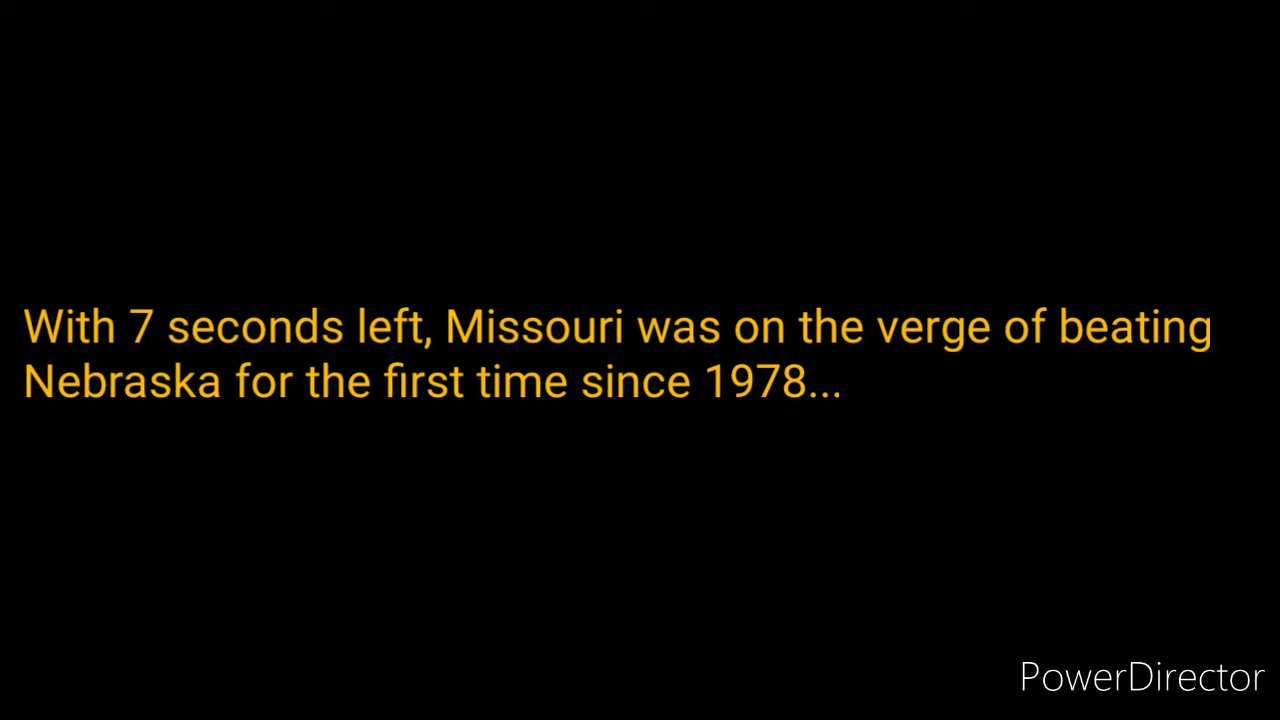 With 7 seconds left, Missouri was on the verge of beating
Nebraska for the first time since 1978...
PowerDirector